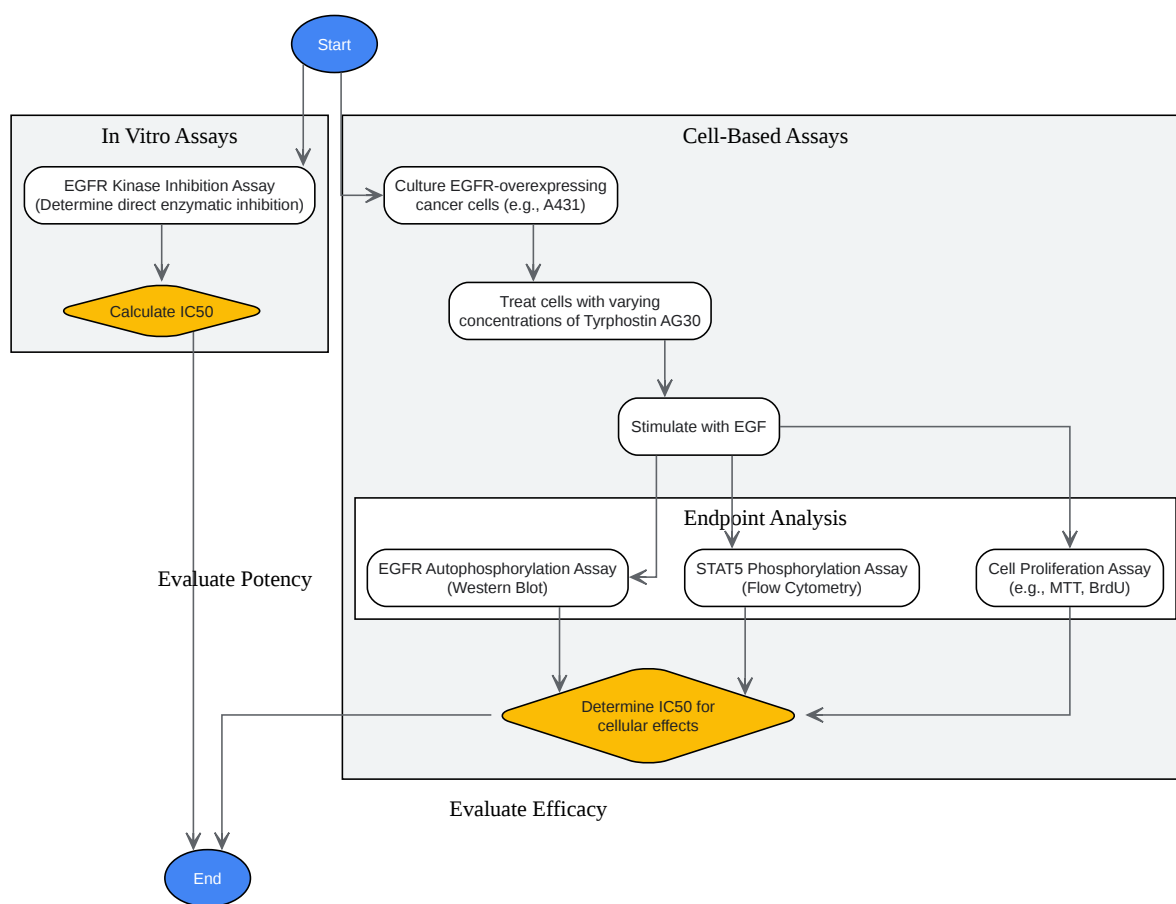 Start
In Vitro Assays
EGFR Kinase Inhibition Assay
(Determine direct enzymatic inhibition)
Calculate IC50
Cell-Based Assays
Culture EGFR-overexpressing
cancer cells (e.g., A431)
Treat cells with varying
concentrations of Tyrphostin AG30
Stimulate with EGF
Endpoint Analysis
EGFR Autophosphorylation Assay
(Western Blot)
STAT5 Phosphorylation Assay
(Flow Cytometry)
Cell Proliferation Assay
(e.g., MTT, BrdU)
Evaluate Potency
Determine IC50 for
cellular effects
Evaluate Efficacy
End